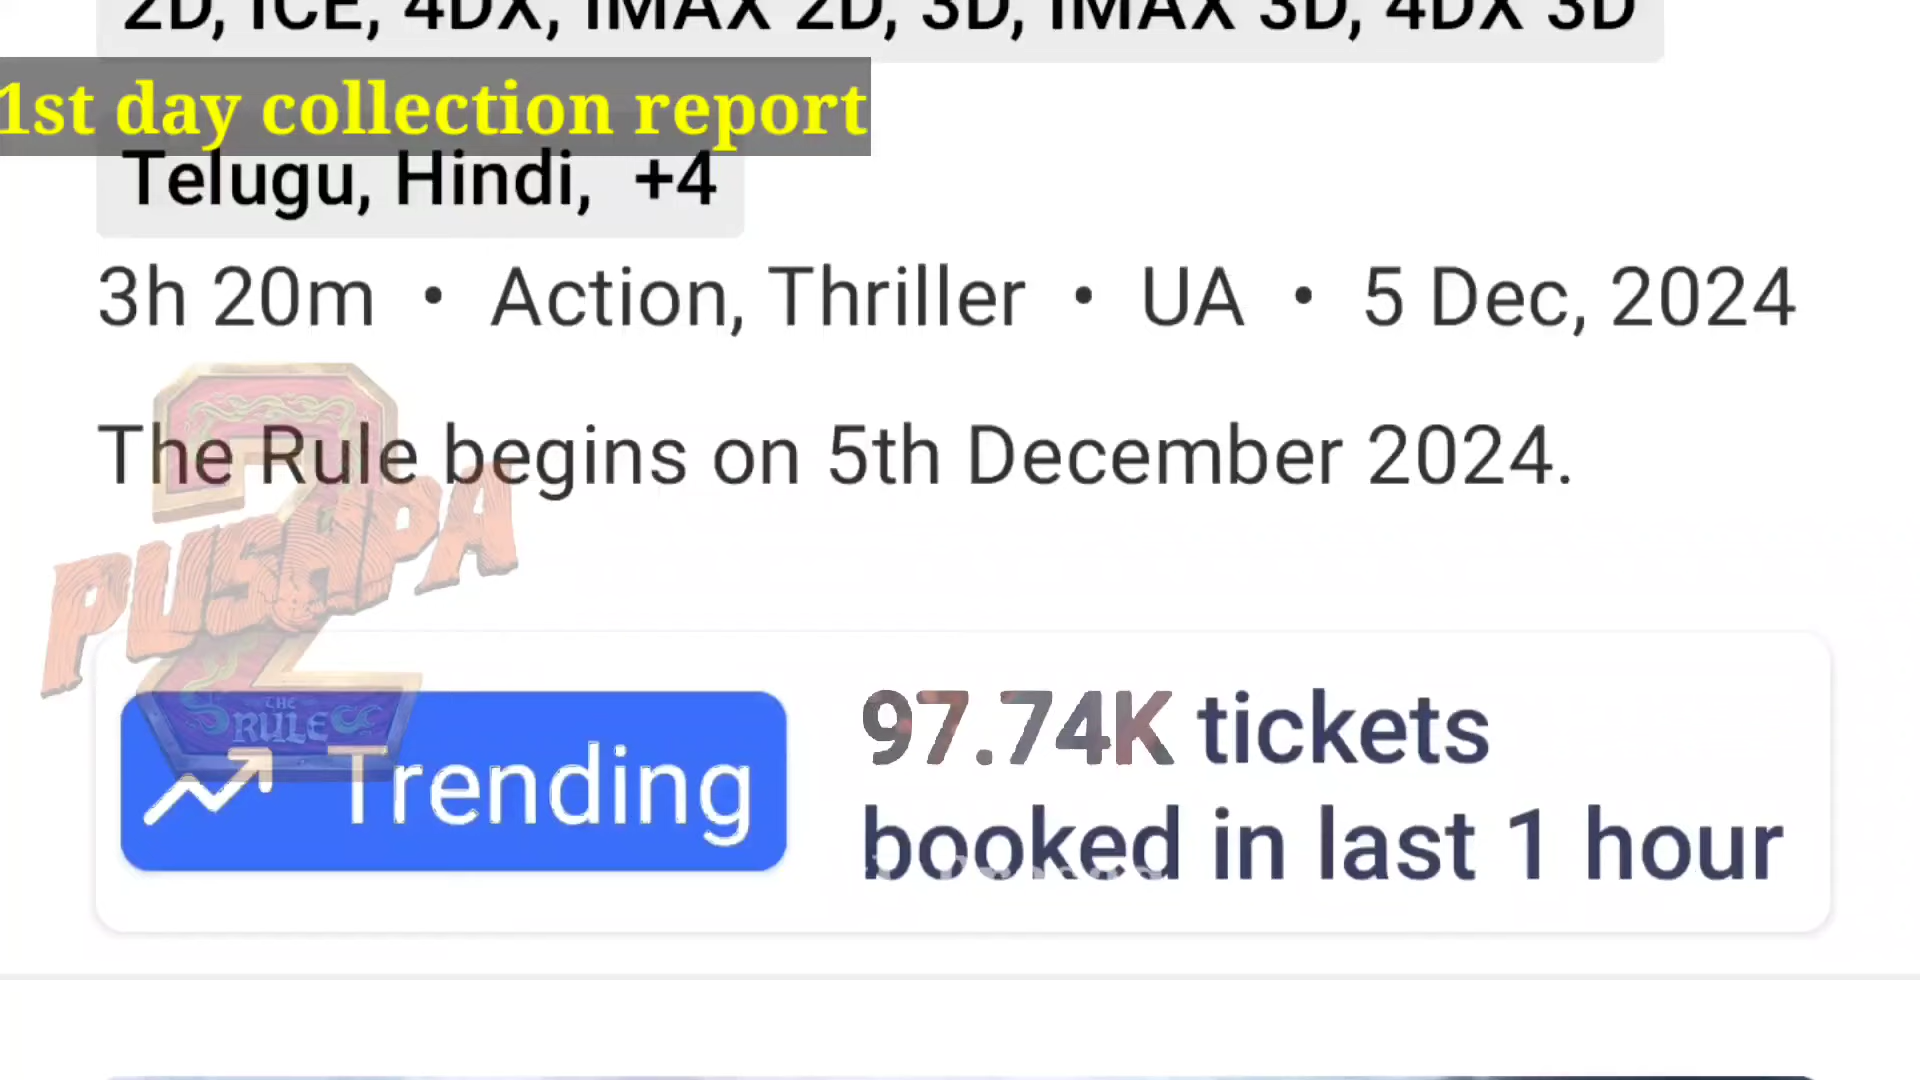 2D, ICE, 4DX, IMAX 2D, 3D, IMAX 3D, 4DX 3D
1st day collection report
Telugu, Hindi, +4
3h 20m • Action, Thriller • UA • 5 Dec, 2024
The Rule begins on 5th December 2024.
2
PUSHPA
THE
RULE
Trending
97.74K tickets
booked in last 1 hour